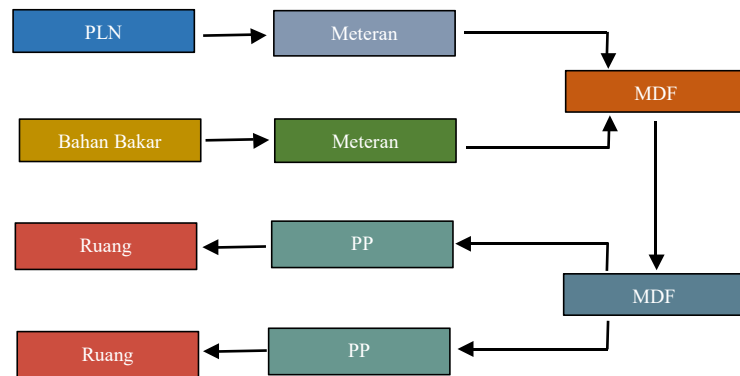 PLN
Meteran
MDF
Bahan Bakar
Meteran
Ruang
PP
MDF
Ruang
PP